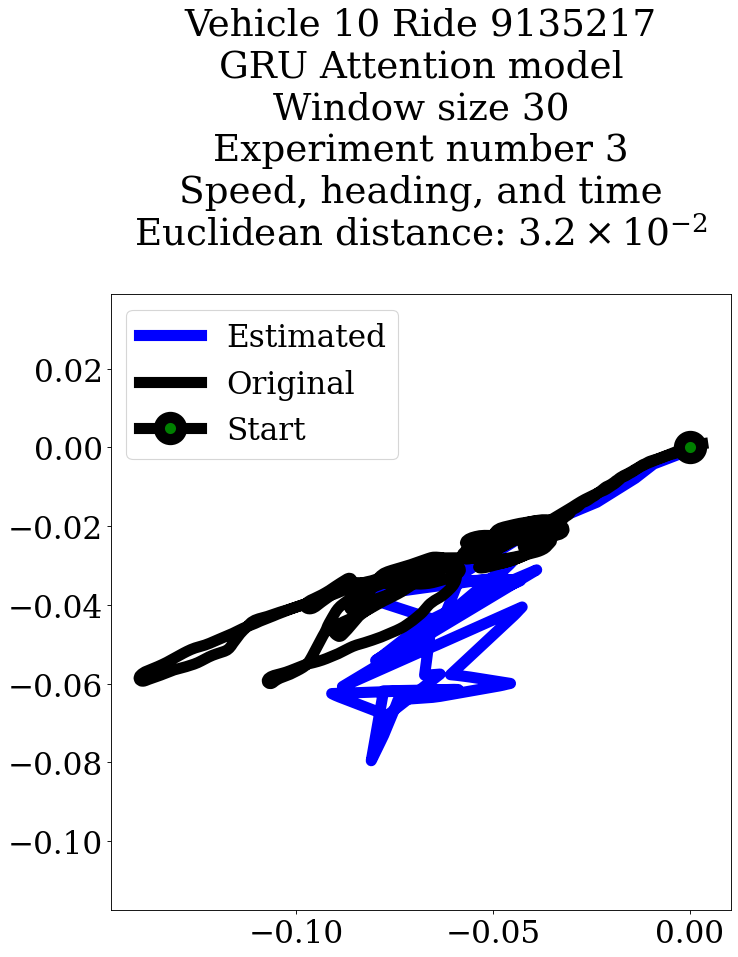 Vehicle 10 Ride 9135217
GRU Attention model
Window size 30
Experiment number 3
Speed, heading, and time
Euclidean distance: 3.2 × 10⁻²
Estimated
Original
Start
0.02
0.00
−0.02
−0.04
−0.06
−0.08
−0.10
−0.10 −0.05 0.00